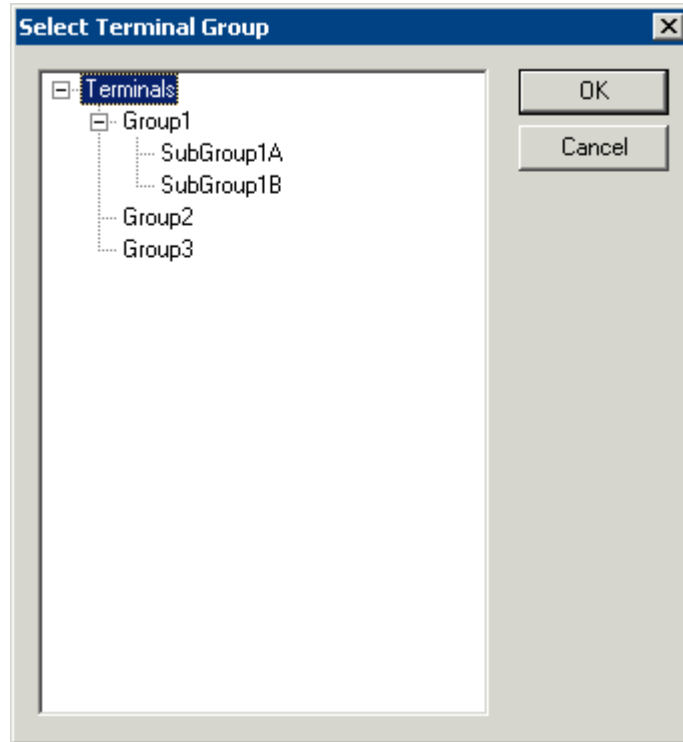 Select Terminal Group
Terminals
Group1
SubGroup1A
SubGroup1B
Group2
Group3
OK
Cancel